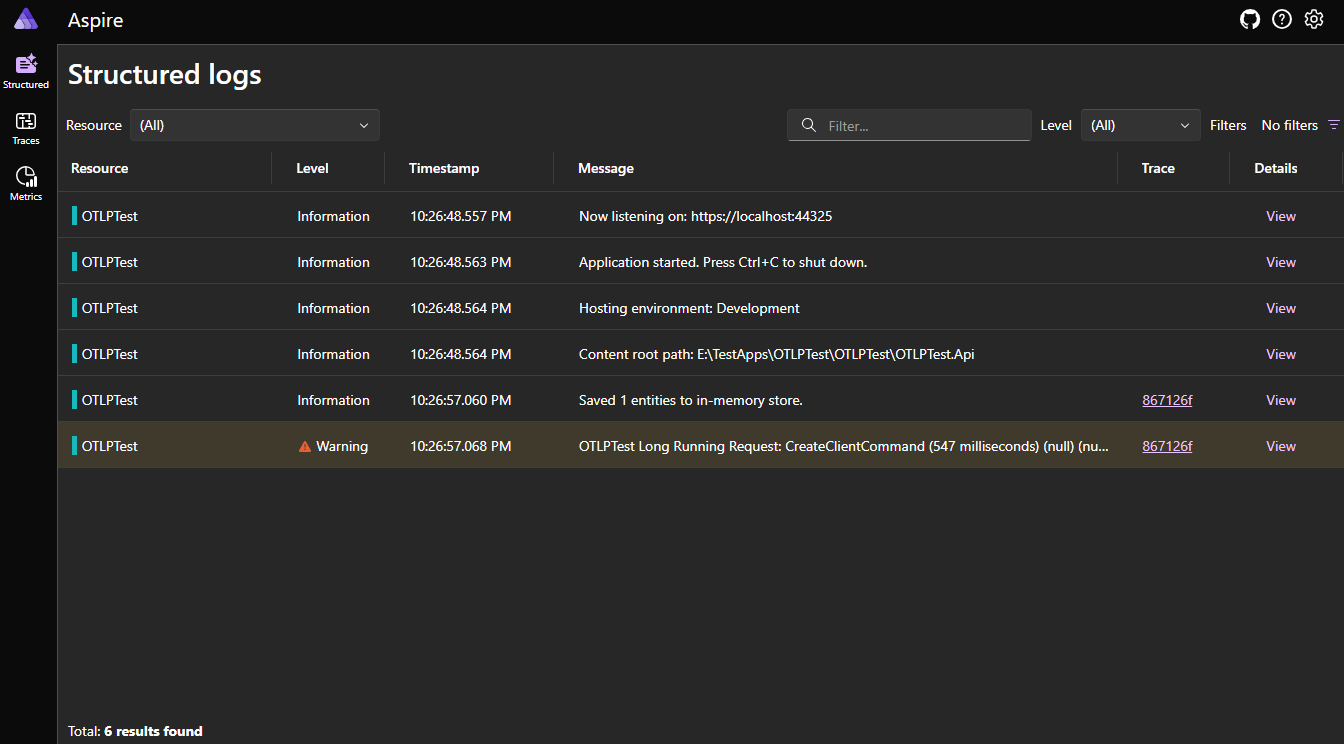 Aspire
Structured
Traces
Metrics
Structured logs
Resource (All) Filter... Level (All) Filters No filters
Resource Level Timestamp Message Trace Details
OTLPTest Information 10:26:48.557 PM Now listening on: https://localhost:44325 View
OTLPTest Information 10:26:48.563 PM Application started. Press Ctrl+C to shut down. View
OTLPTest Information 10:26:48.564 PM Hosting environment: Development View
OTLPTest Information 10:26:48.564 PM Content root path: E:\TestApps\OTLPTest\OTLPTest\OTLPTest.Api View
OTLPTest Information 10:26:57.060 PM Saved 1 entities to in-memory store. 867126f View
OTLPTest Warning 10:26:57.068 PM OTLPTest Long Running Request: CreateClientCommand (547 milliseconds) (null) (nu... 867126f View
Total: 6 results found